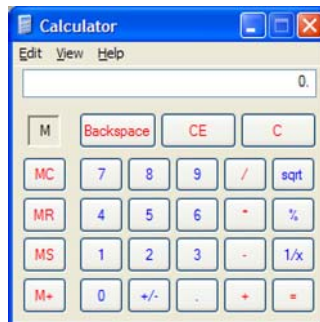 Calculator
Edit View Help
0.
M Backspace CE C
MC 7 8 9 / sqrt
MR 4 5 6 * %
MS 1 2 3 - 1/x
M+ 0 +/- . + =